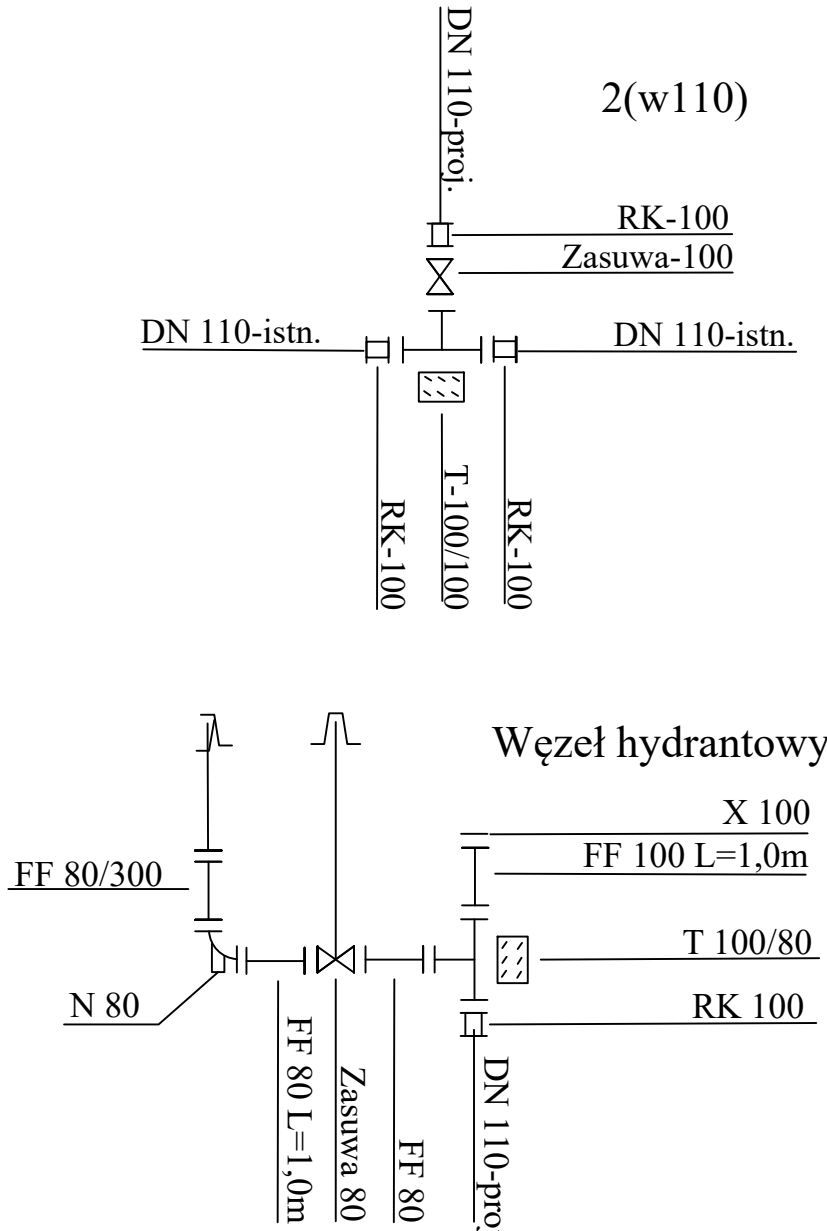 DN 110-proj.
2(w110)
RK-100
Zasuwa-100
DN 110-istn.
DN 110-istn.
RK-100
T-100/100
RK-100
Węzeł hydrantowy
X 100
FF 100 L=1,0m
FF 80/300
T 100/80
N 80
RK 100
FF 80 L=1,0m
Zasuwa 80
FF 80
DN 110-proj